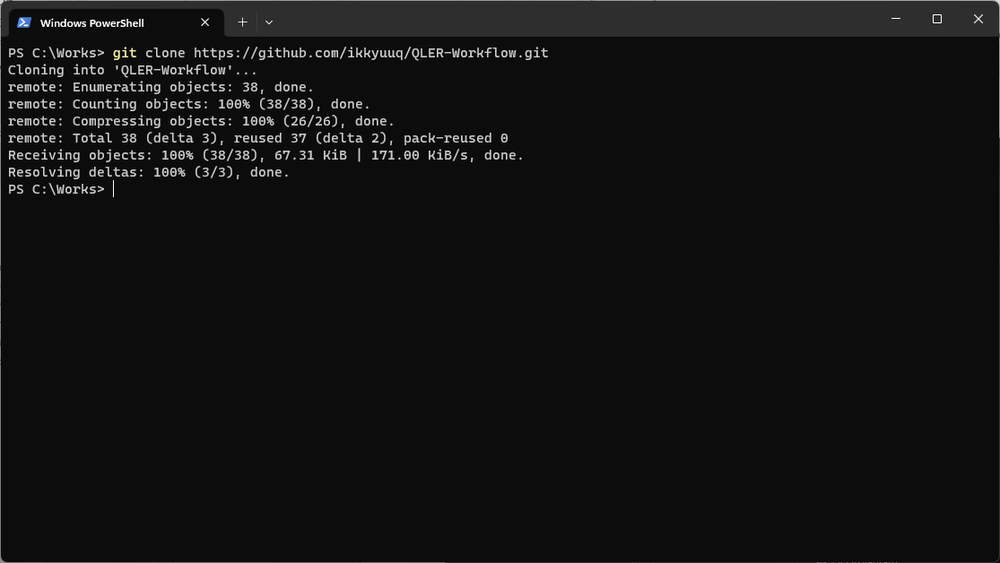 Windows PowerShell
PS C:\Works> git clone https://github.com/ikkyuuq/QLER-Workflow.git
Cloning into 'QLER-Workflow'...
remote: Enumerating objects: 38, done.
remote: Counting objects: 100% (38/38), done.
remote: Compressing objects: 100% (26/26), done.
remote: Total 38 (delta 3), reused 37 (delta 2), pack-reused 0
Receiving objects: 100% (38/38), 67.31 KiB | 171.00 KiB/s, done.
Resolving deltas: 100% (3/3), done.
PS C:\Works>